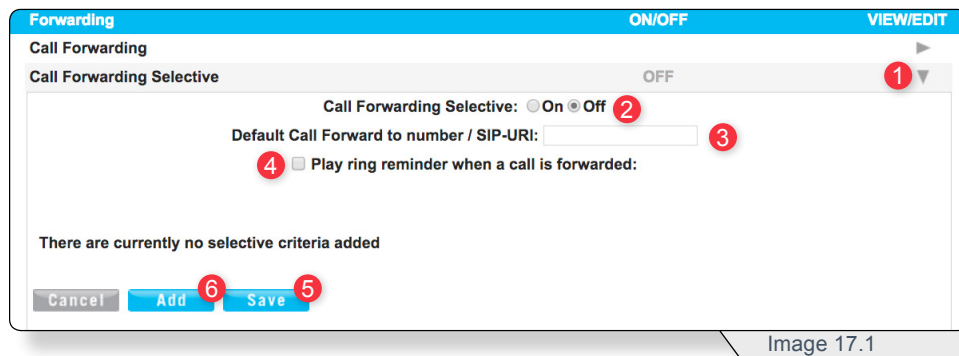 Forwarding ON/OFF VIEW/EDIT
Call Forwarding
Call Forwarding Selective OFF 1
Call Forwarding Selective: On Off 2
Default Call Forward to number / SIP-URI: 3
4 Play ring reminder when a call is forwarded:
There are currently no selective criteria added
Cancel Add 6 Save 5
Image 17.1